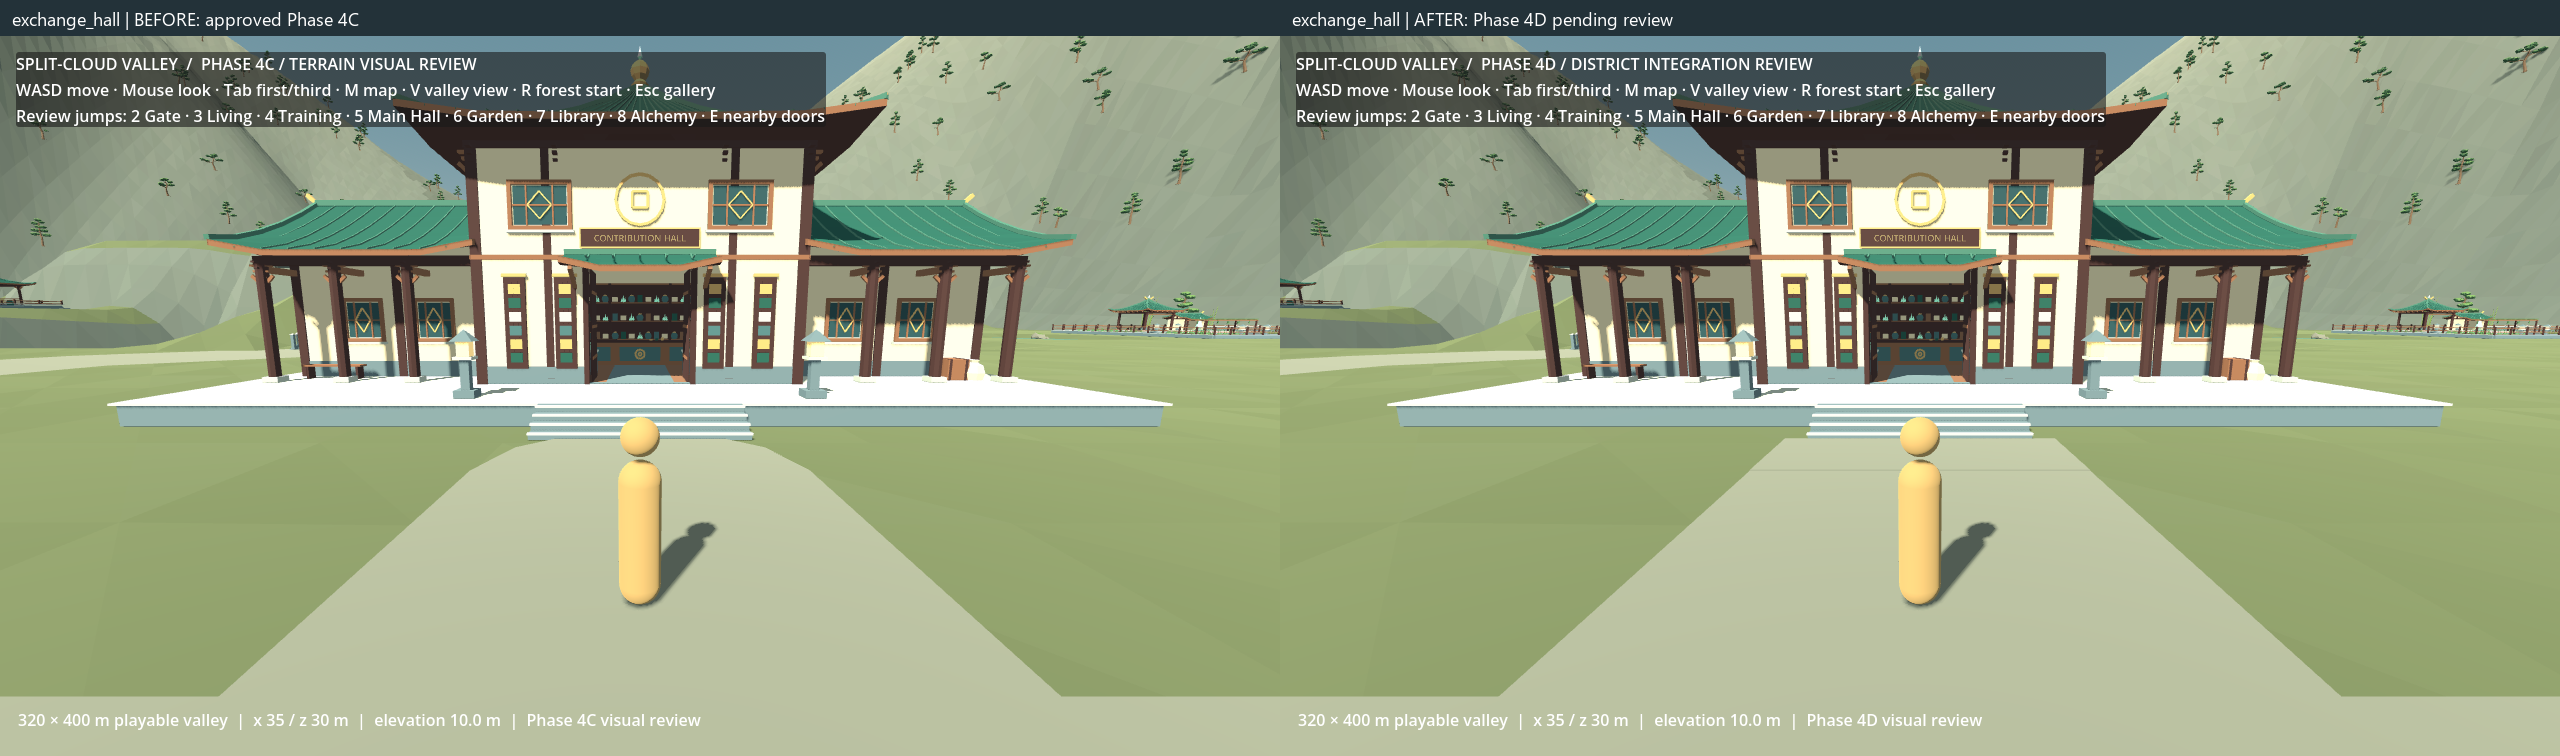 exchange_hall | BEFORE: approved Phase 4C
SPLIT-CLOUD VALLEY / PHASE 4C / TERRAIN VISUAL REVIEW
WASD move · Mouse look · Tab first/third · M map · V valley view · R forest start · Esc gallery
Review jumps: 2 Gate · 3 Living · 4 Training · 5 Main Hall · 6 Garden · 7 Library · 8 Alchemy · E nearby doors
CONTRIBUTION HALL
320 × 400 m playable valley | x 35 / z 30 m | elevation 10.0 m | Phase 4C visual review
exchange_hall | AFTER: Phase 4D pending review
SPLIT-CLOUD VALLEY / PHASE 4D / DISTRICT INTEGRATION REVIEW
WASD move · Mouse look · Tab first/third · M map · V valley view · R forest start · Esc gallery
Review jumps: 2 Gate · 3 Living · 4 Training · 5 Main Hall · 6 Garden · 7 Library · 8 Alchemy · E nearby doors
CONTRIBUTION HALL
320 × 400 m playable valley | x 35 / z 30 m | elevation 10.0 m | Phase 4D visual review